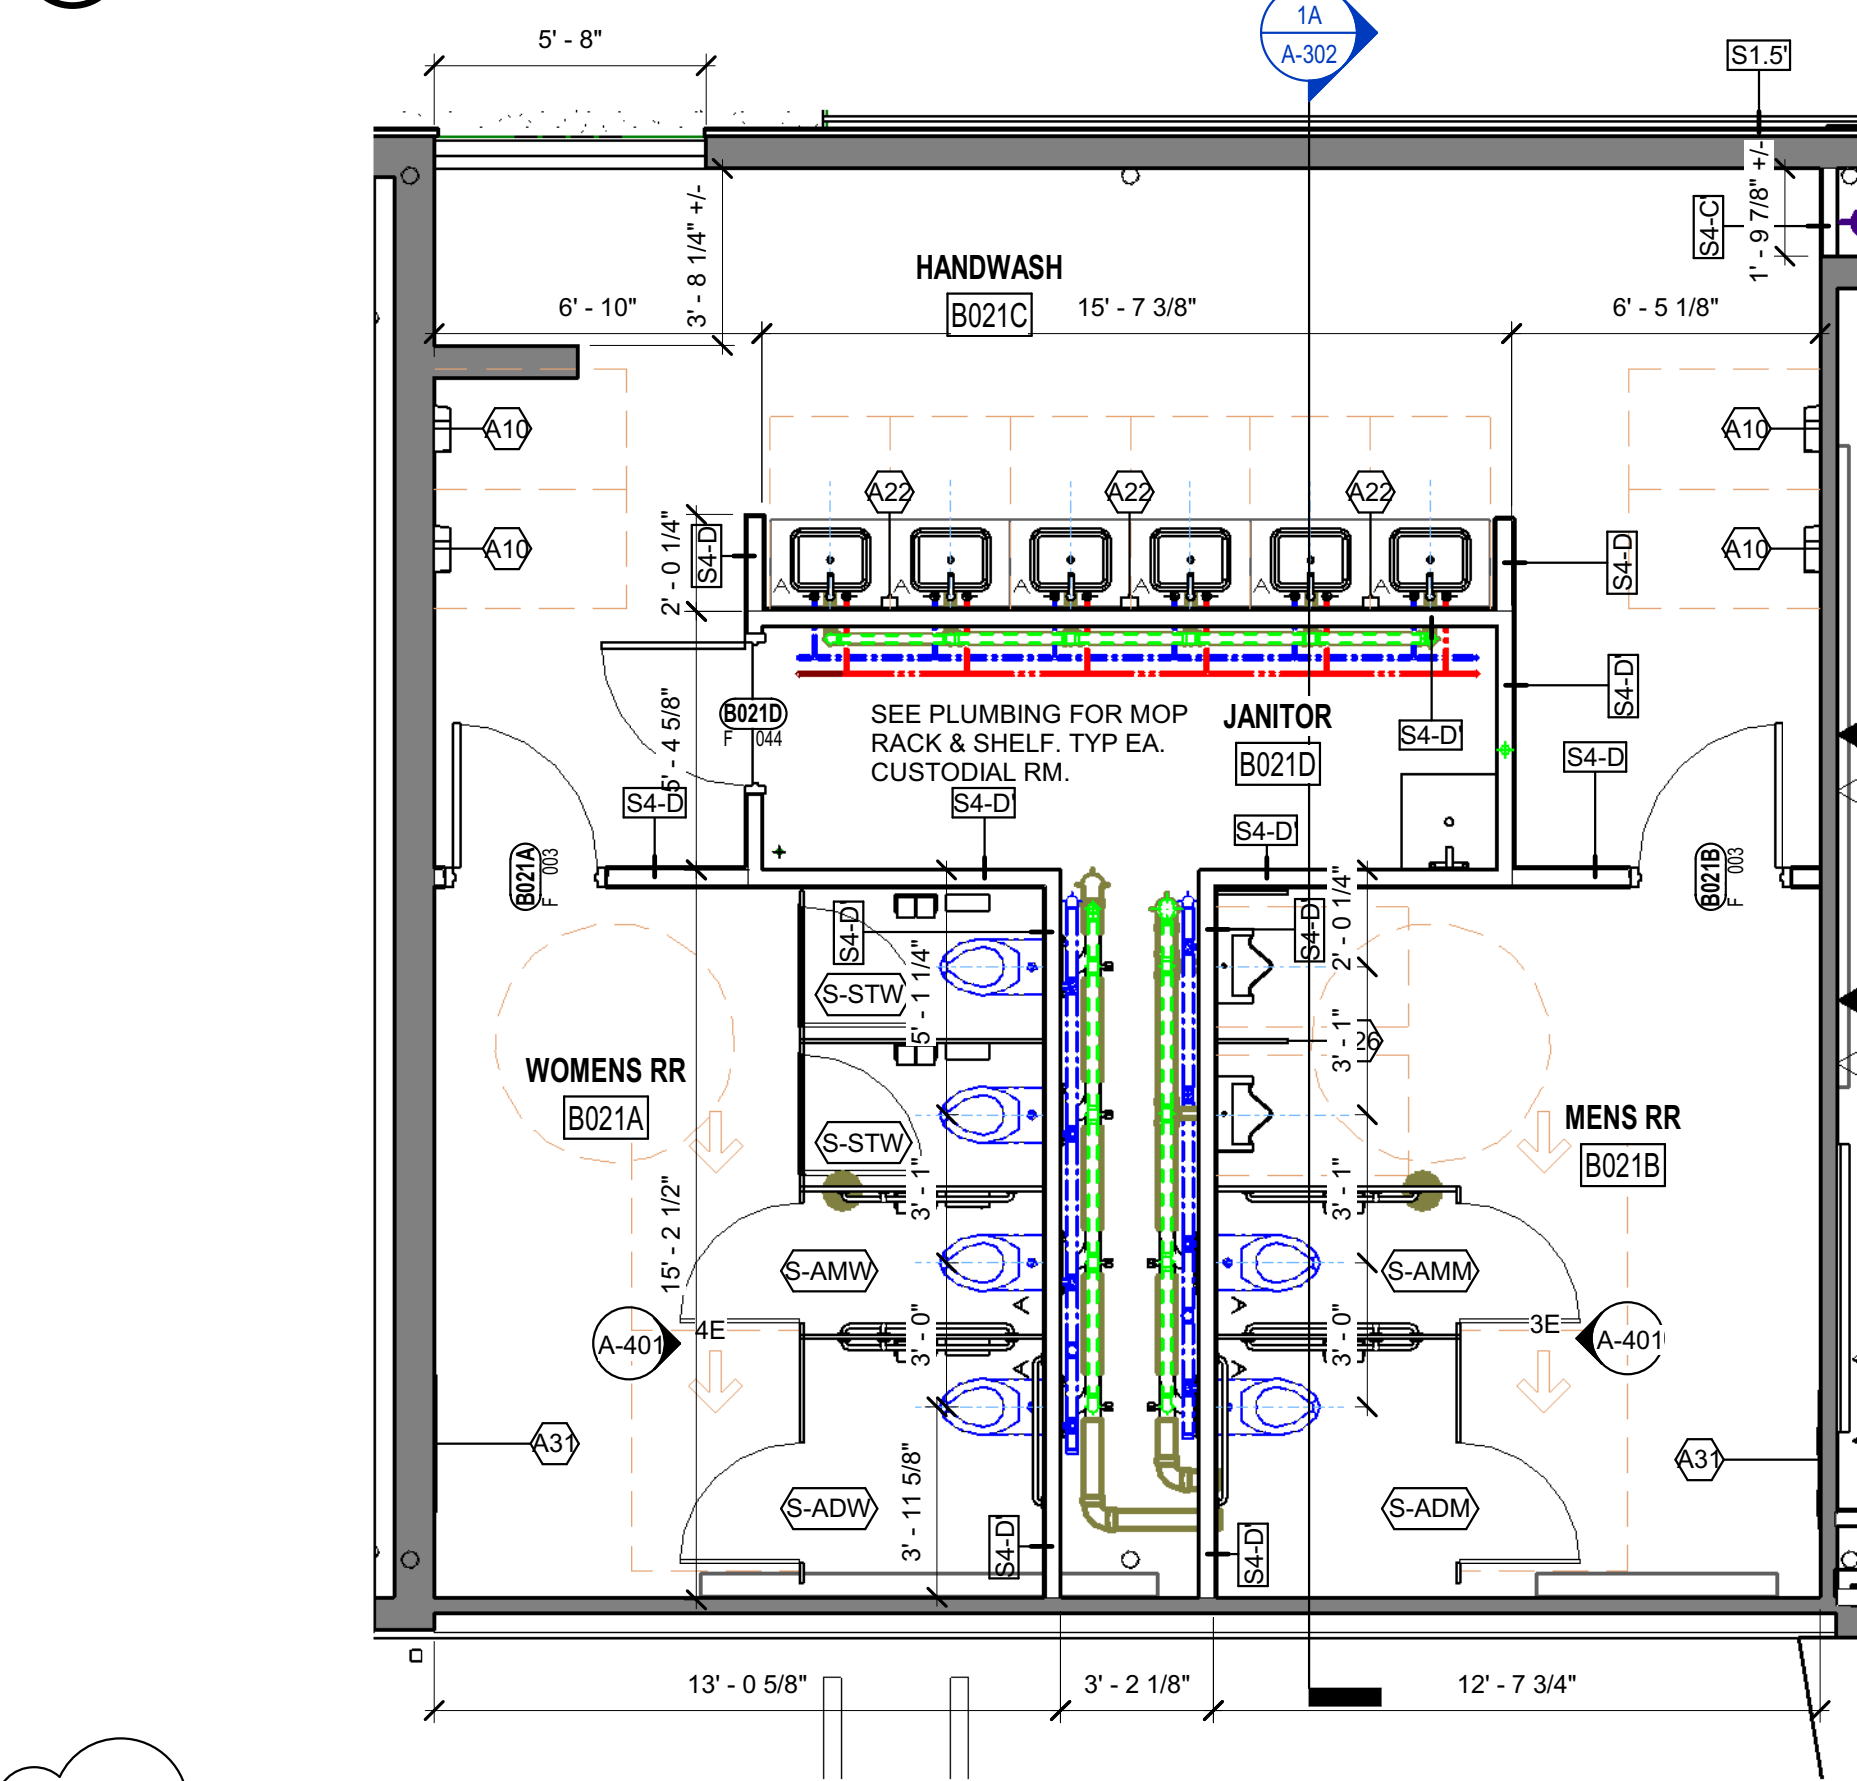 1A
A-302
5' - 8"
S1.5'
3' - 8 1/4" +/-
S4-C'
1' - 9 7/8" +/-
HANDWASH
B021C
6' - 10"
15' - 7 3/8"
6' - 5 1/8"
A10
A10
A22
A22
A22
A10
A10
2' - 0 1/4"
S4-D'
S4-D
A
A
A
A
A
A
5' - 4 5/8"
B021D
F 044
SEE PLUMBING FOR MOP
RACK & SHELF. TYP EA.
CUSTODIAL RM.
JANITOR
B021D
S4-D'
S4-D'
S4-D
S4-D
S4-D'
S4-D'
B021A
F 003
B021B
F 003
S4-D'
S4-D'
2' - 0 1/4"
5' - 1 1/4"
S-STW
3' - 1"
26
WOMENS RR
B021A
S-STW
3' - 1"
3' - 1"
MENS RR
B021B
15' - 2 1/2"
S-AMW
S-AMM
A
A
A-401
4E
3' - 0"
3' - 0"
3E
A-401
A
A
A31
A31
3' - 11 5/8"
S-ADW
S-ADM
S4-D'
S4-D'
13' - 0 5/8"
3' - 2 1/8"
12' - 7 3/4"